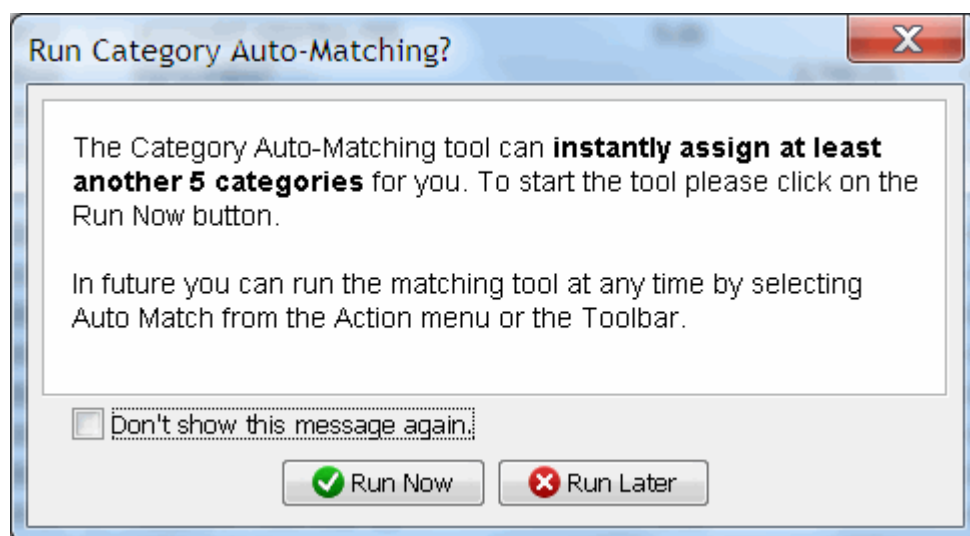 Run Category Auto-Matching?
The Category Auto-Matching tool can instantly assign at least
another 5 categories for you. To start the tool please click on the
Run Now button.
In future you can run the matching tool at any time by selecting
Auto Match from the Action menu or the Toolbar.
Don't show this message again.
Run Now
Run Later